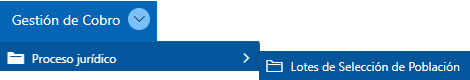 Gestión de Cobro
Proceso jurídico
Lotes de Selección de Población